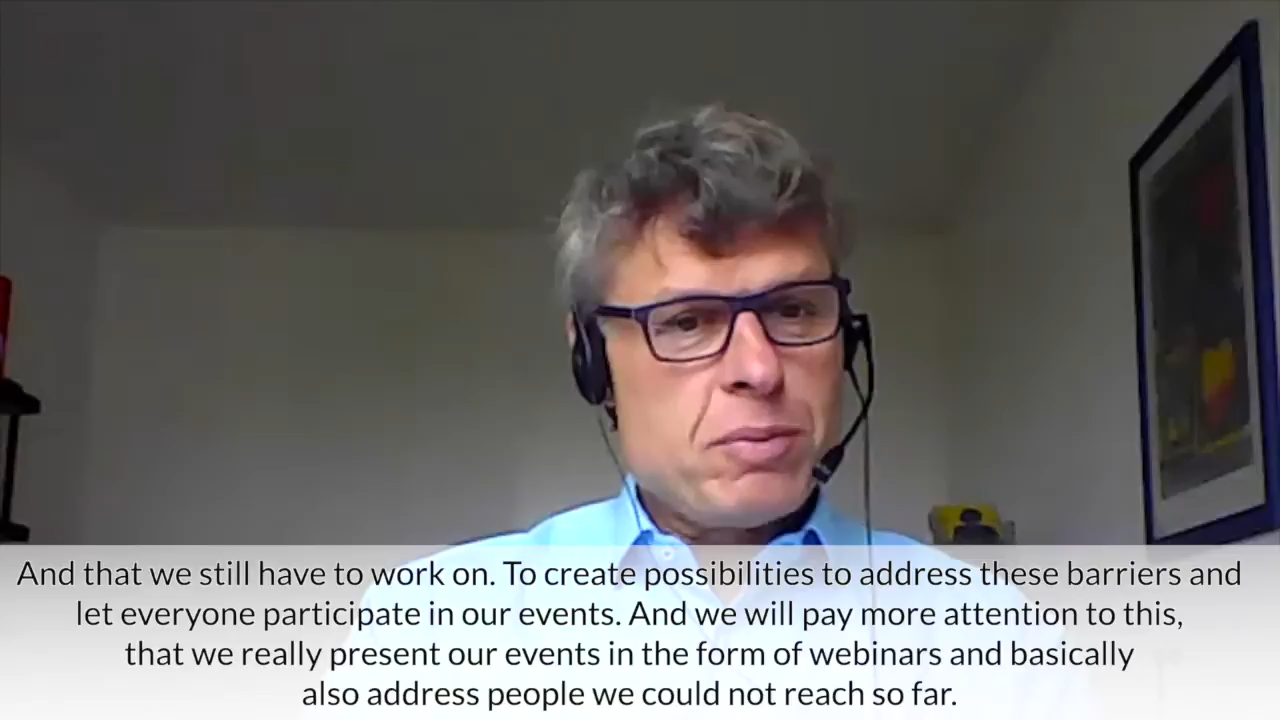 And that we still have to work on. To create possibilities to address these barriers and
let everyone participate in our events. And we will pay more attention to this,
that we really present our events in the form of webinars and basically
also address people we could not reach so far.